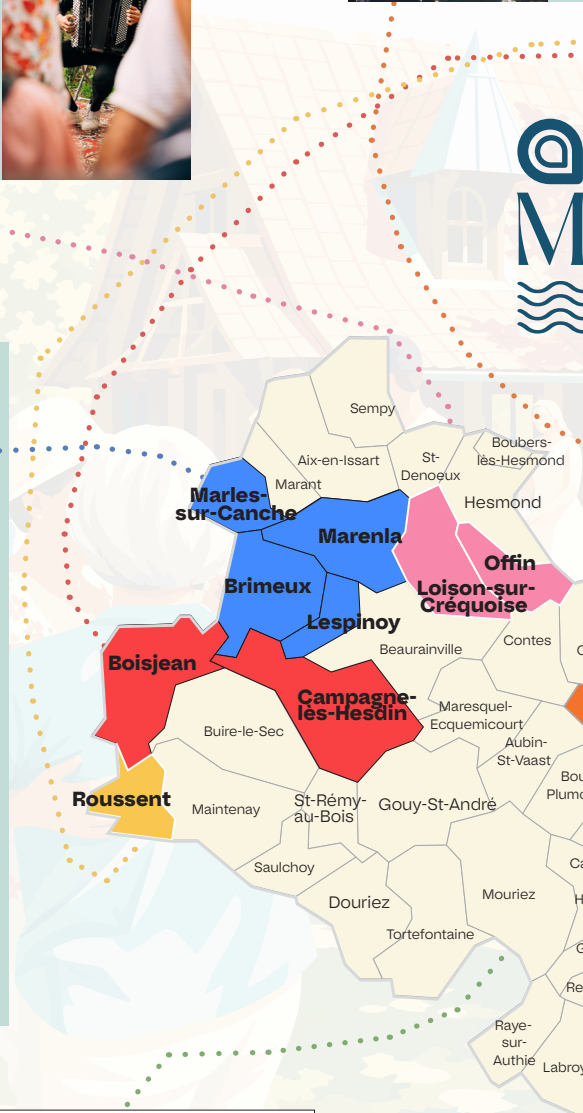 M
Sempy
Boubers-
lès-Hesmond
Aix-en-Issart
St-
Denoeux
Marant
Marles-
sur-Canche
Hesmond
Marenla
Offin
Brimeux
Loison-sur-
Créquoise
Lespinoy
Contes
Beaurainville
Boisjean
Campagne-
lès-Hesdin
Maresquel-
Ecquemicourt
Buire-le-Sec
Aubin-
St-Vaast
Roussent
Maintenay
St-Rémy-
au-Bois
Gouy-St-André
Saulchoy
Douriez
Mouriez
Tortefontaine
Raye-
sur-
Authie